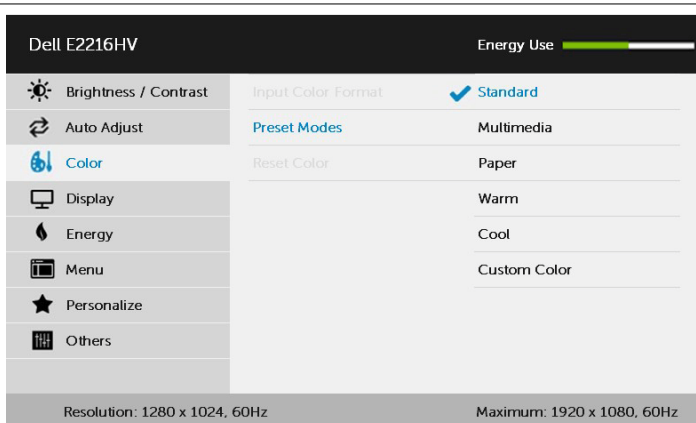 Dell E2216HV Energy Use
Brightness / Contrast Input Color Format Standard
Auto Adjust Preset Modes Multimedia
Color Reset Color Paper
Display Warm
Energy Cool
Menu Custom Color
Personalize
Others
Resolution: 1280 x 1024, 60Hz Maximum: 1920 x 1080, 60Hz